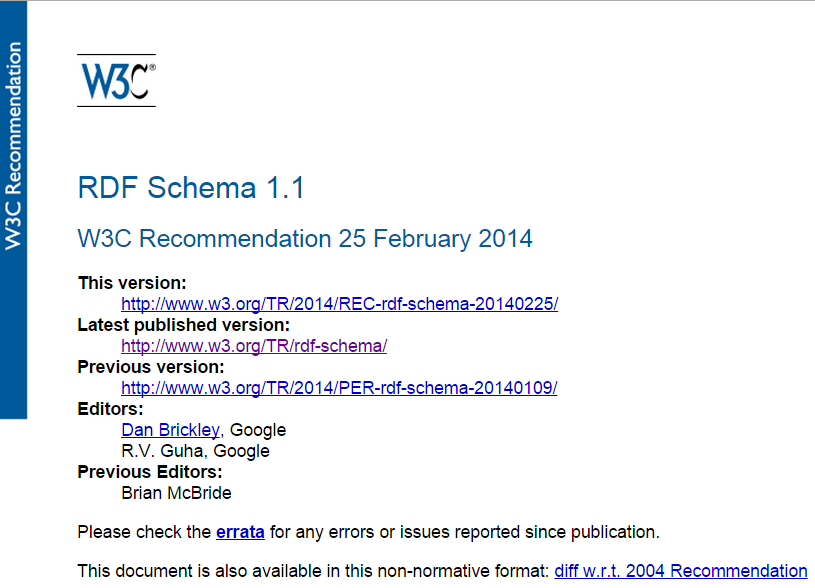 W3C Recommendation
W3C®
RDF Schema 1.1
W3C Recommendation 25 February 2014
This version:
http://www.w3.org/TR/2014/REC-rdf-schema-20140225/
Latest published version:
http://www.w3.org/TR/rdf-schema/
Previous version:
http://www.w3.org/TR/2014/PER-rdf-schema-20140109/
Editors:
Dan Brickley, Google
R.V. Guha, Google
Previous Editors:
Brian McBride
Please check the errata for any errors or issues reported since publication.
This document is also available in this non-normative format: diff w.r.t. 2004 Recommendation